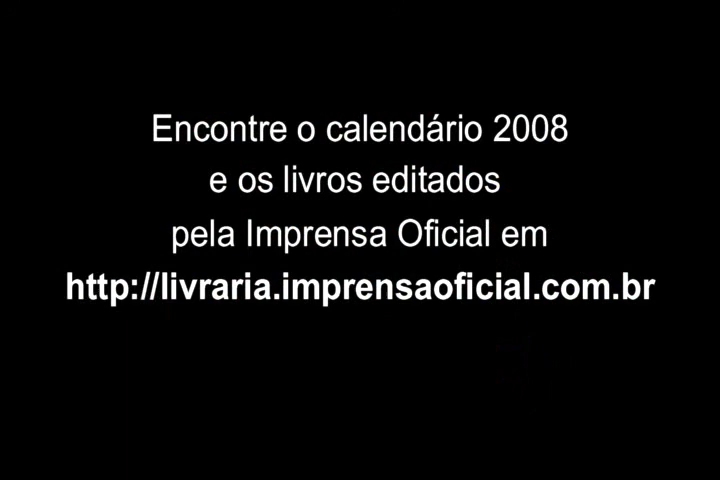 Encontre o calendário 2008
e os livros editados
pela Imprensa Oficial em
http://livraria.imprensaoficial.com.br